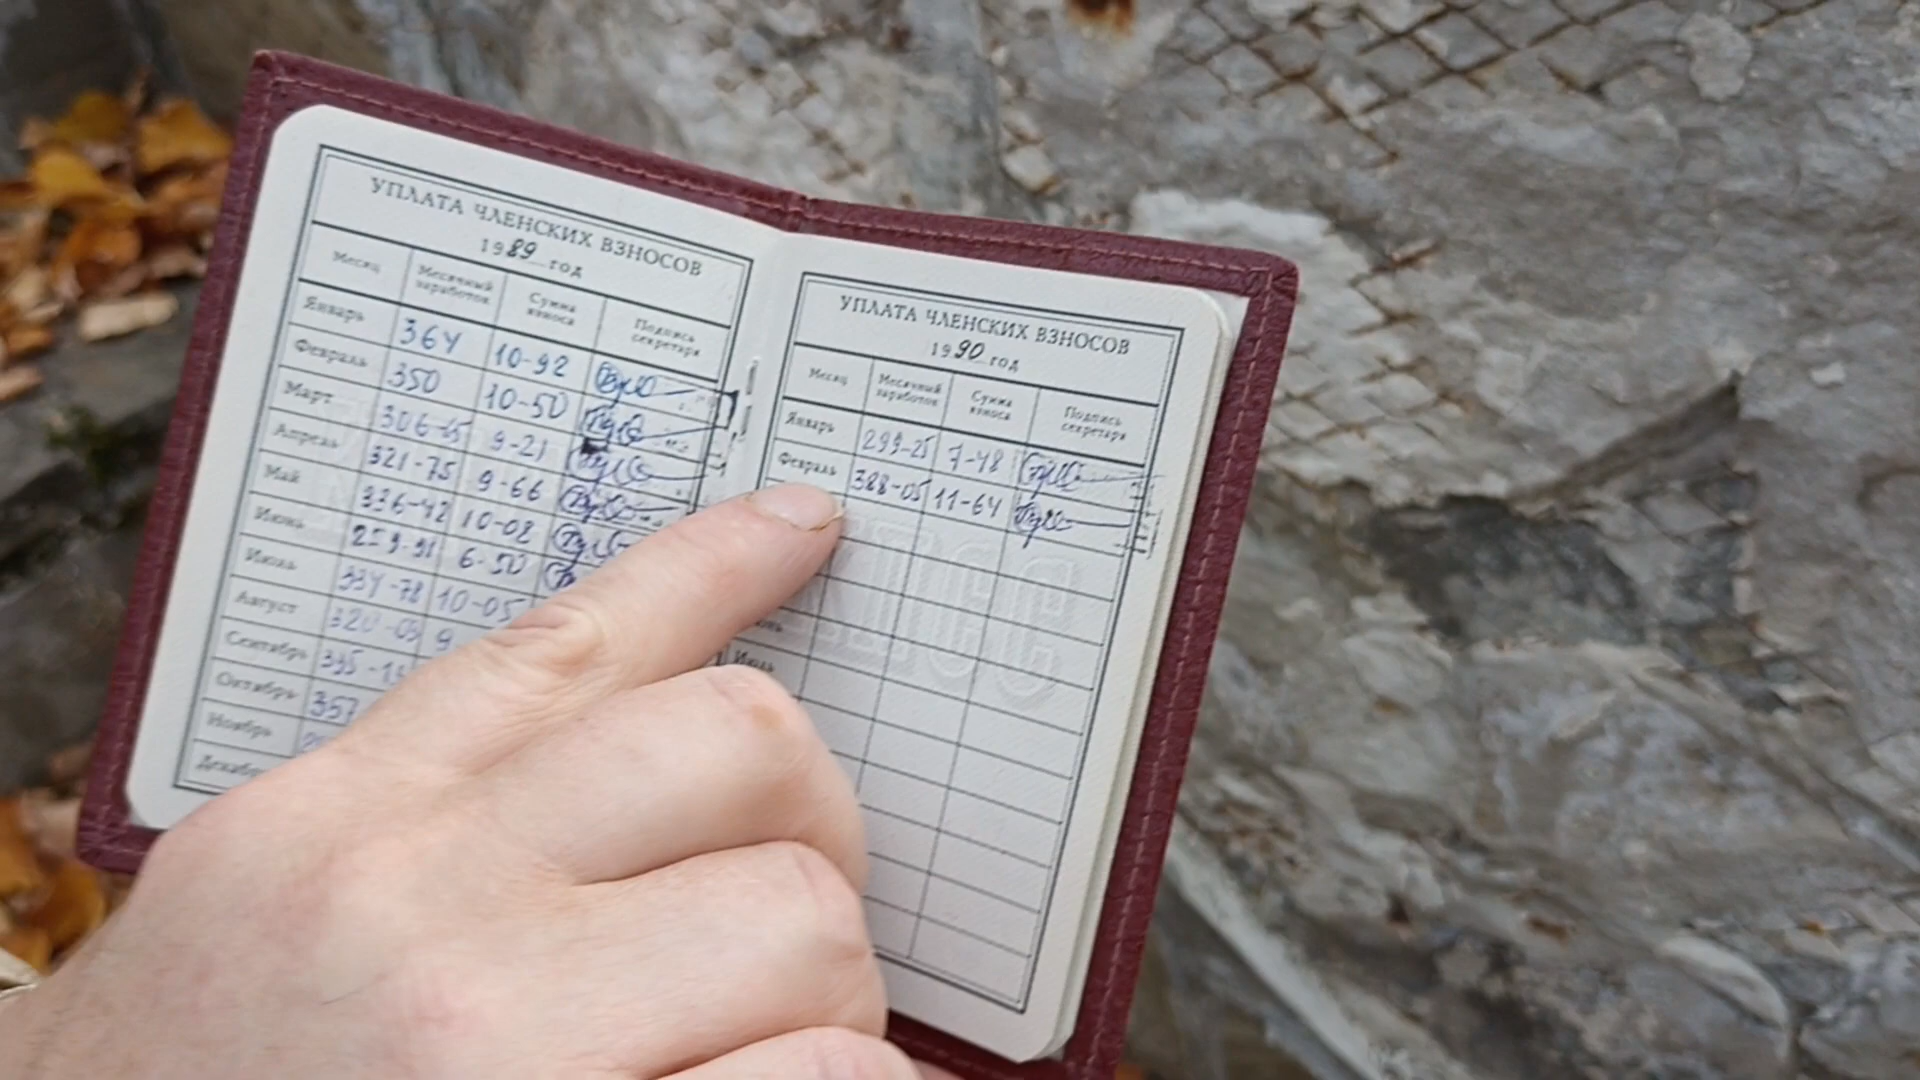 УПЛАТА ЧЛЕНСКИХ ВЗНОСОВ
1989 год
Месяц Месячный заработок Сумма взноса Подпись секретаря
Январь 364 10-92
Февраль 350 10-50
Март 306-65 9-21
Апрель 321-75 9-66
Май 336-42 10-08
Июнь 259-91 6-50
Июль 334-78 10-05
Август 320-09 9
Сентябрь 335-1
Октябрь 357
Ноябрь
Декабрь
УПЛАТА ЧЛЕНСКИХ ВЗНОСОВ
1990 год
Месяц Месячный заработок Сумма взноса Подпись секретаря
Январь 299-25 7-48
Февраль 388-05 11-64
Июль